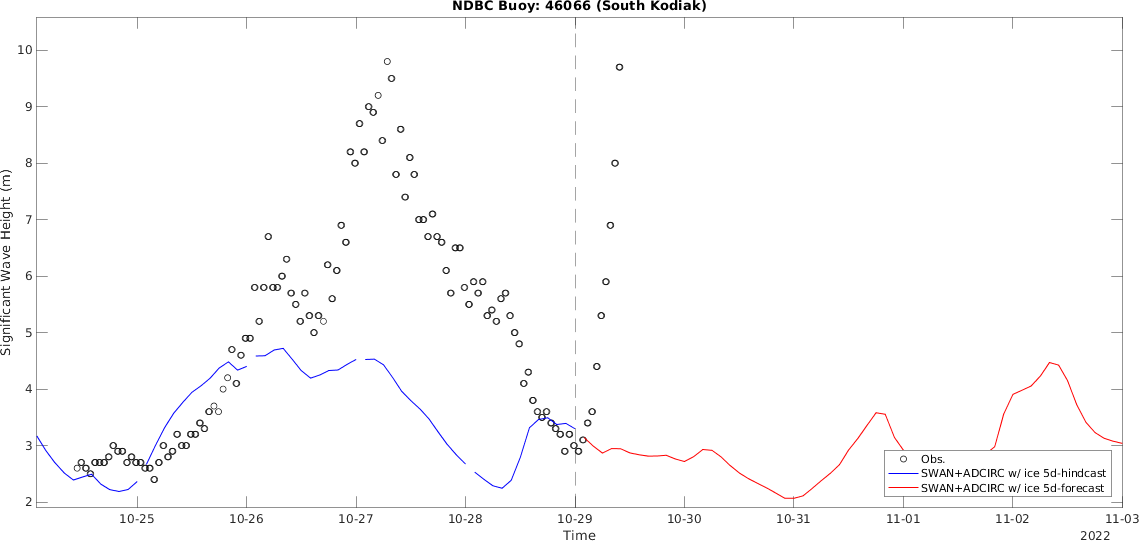 NDBC Buoy: 46066 (South Kodiak)
10
9
8
7
6
5
4
3
2
Significant Wave Height (m)
Obs.
SWAN+ADCIRC w/ ice 5d-hindcast
SWAN+ADCIRC w/ ice 5d-forecast
10-25 10-26 10-27 10-28 10-29 10-30 10-31 11-01 11-02 11-03
Time
2022